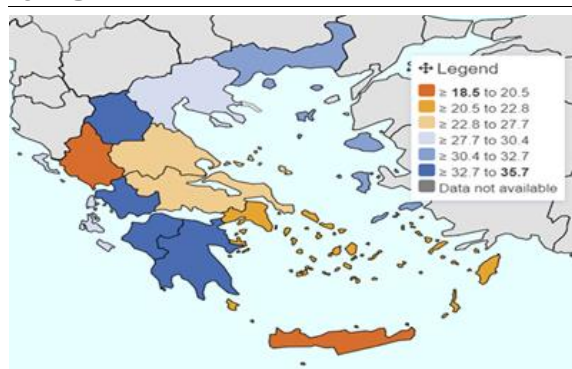 Legend
≥ 18.5 to 20.5
≥ 20.5 to 22.8
≥ 22.8 to 27.7
≥ 27.7 to 30.4
≥ 30.4 to 32.7
≥ 32.7 to 35.7
Data not available